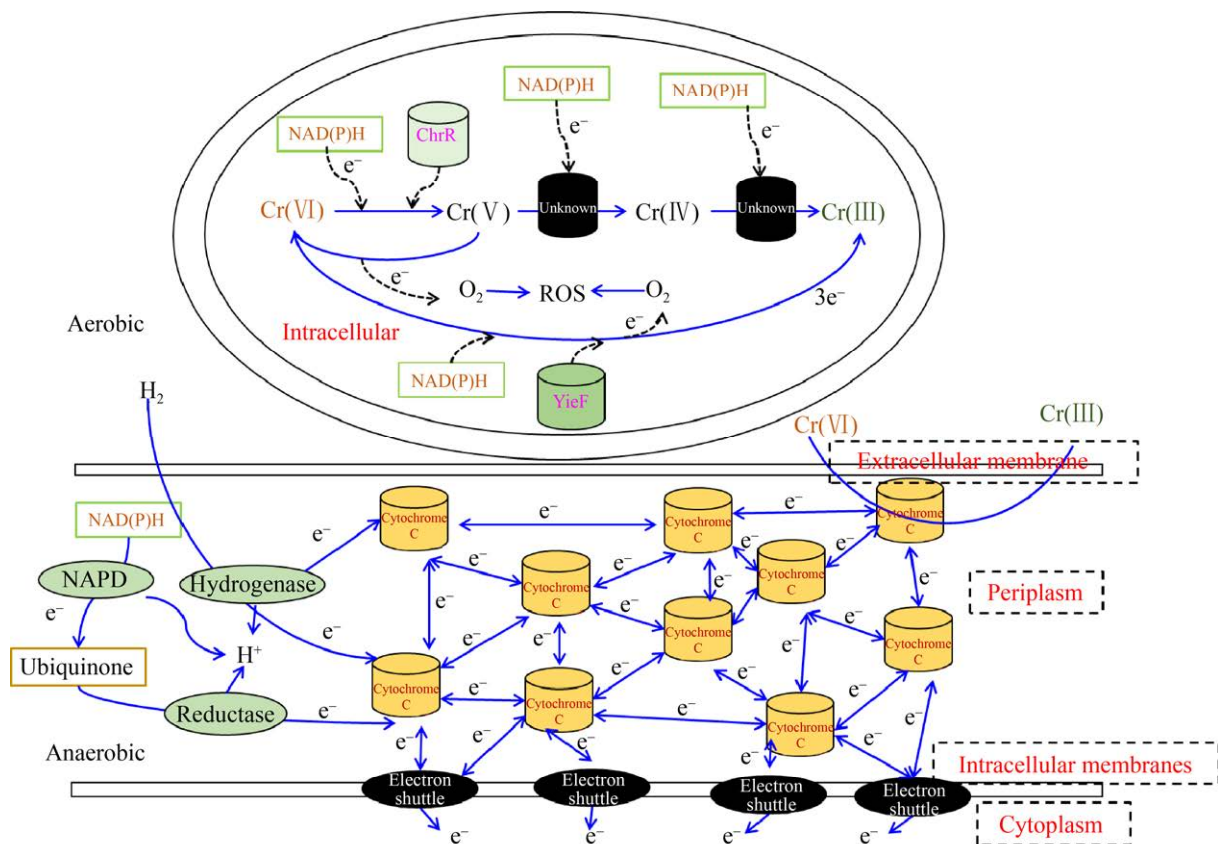 NAD(P)H
NAD(P)H
NAD(P)H
ChrR
e⁻
e⁻
e⁻
Cr(VI)
Cr(V)
Unknown
Cr(IV)
Unknown
Cr(III)
e⁻
O₂
ROS
O₂
3e⁻
Aerobic
Intracellular
e⁻
NAD(P)H
YieF
H₂
Cr(VI)
Cr(III)
Extracellular membrane
NAD(P)H
e⁻
Cytochrome
C
e⁻
Cytochrome
C
e⁻
Cytochrome
C
NAPD
Hydrogenase
e⁻
e⁻
Cytochrome
C
e⁻
e⁻
e⁻
Cytochrome
C
e⁻
e⁻
Periplasm
e⁻
e⁻
e⁻
e⁻
Cytochrome
C
e⁻
e⁻
Cytochrome
C
Ubiquinone
H⁺
e⁻
e⁻
Cytochrome
C
e⁻
Cytochrome
C
e⁻
e⁻
e⁻
Reductase
e⁻
e⁻
Cytochrome
C
e⁻
Anaerobic
e⁻
e⁻
e⁻
e⁻
e⁻
Intracellular membranes
Electron
shuttle
Electron
shuttle
Electron
shuttle
Electron
shuttle
e⁻
e⁻
e⁻
e⁻
Cytoplasm